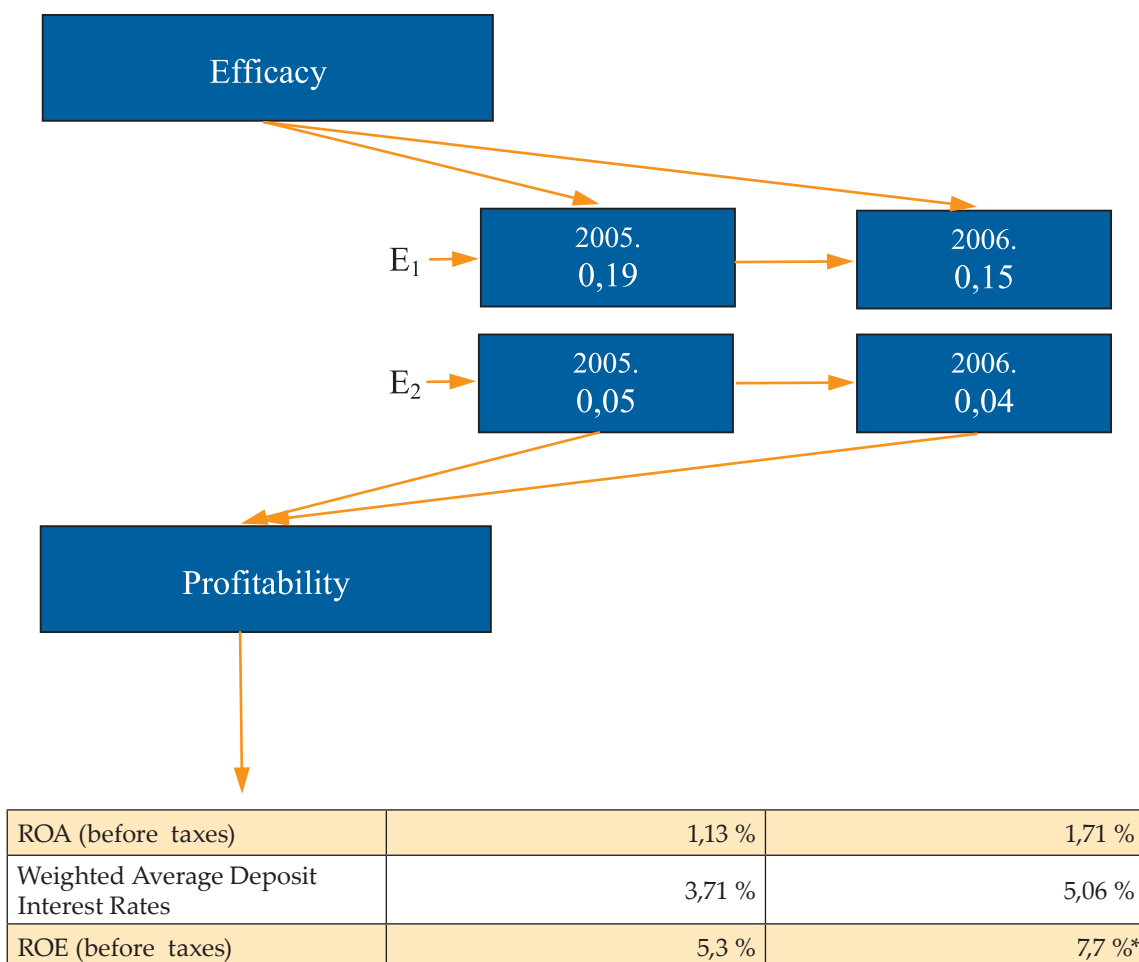 Efficacy
E1
2005.
0,19
2006.
0,15
E2
2005.
0,05
2006.
0,04
Profitability
ROA (before taxes) 1,13 % 1,71 %
Weighted Average Deposit
Interest Rates 3,71 % 5,06 %
ROE (before taxes) 5,3 % 7,7 %*